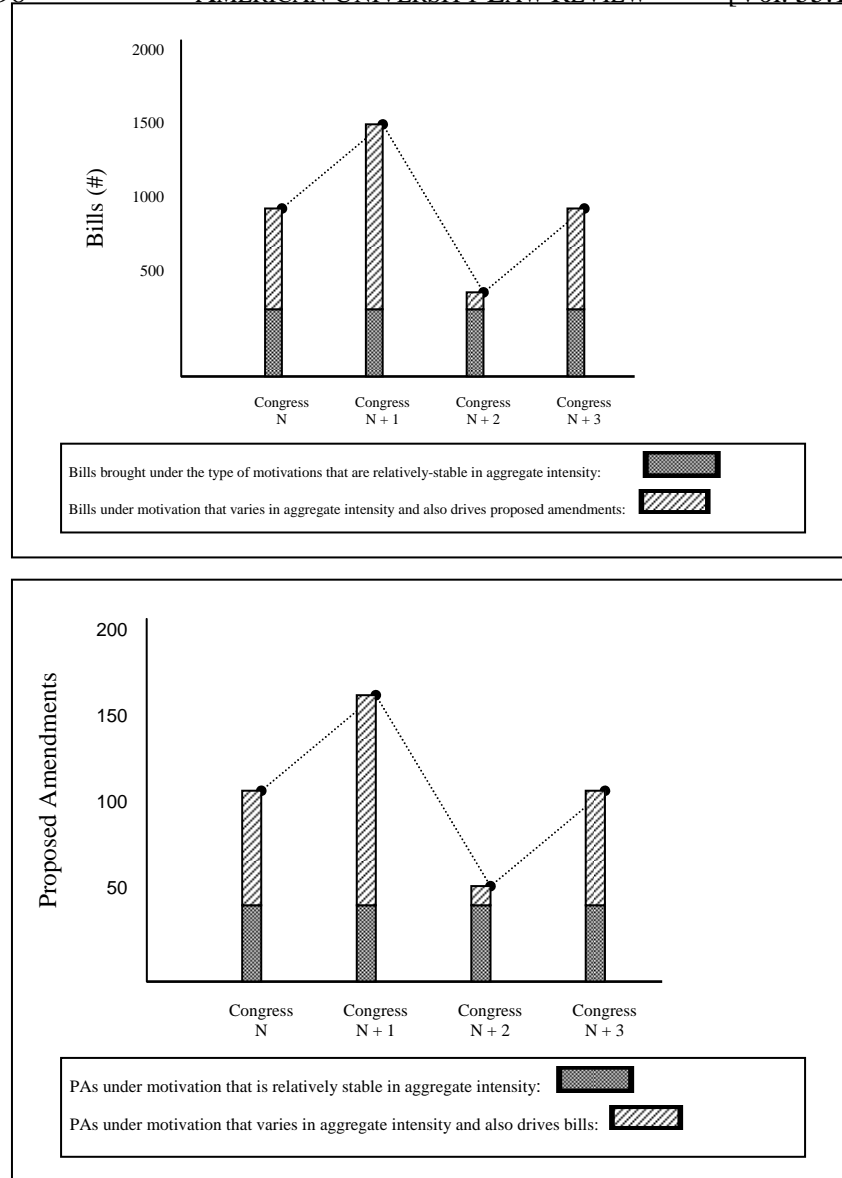 AMERICAN UNIVERSITY LAW REVIEW
2000
1500
1000
500
Bills (#)
Congress N
Congress N + 1
Congress N + 2
Congress N + 3
Bills brought under the type of motivations that are relatively-stable in aggregate intensity:
Bills under motivation that varies in aggregate intensity and also drives proposed amendments:
200
150
100
50
Proposed Amendments
Congress N
Congress N + 1
Congress N + 2
Congress N + 3
PAs under motivation that is relatively stable in aggregate intensity:
PAs under motivation that varies in aggregate intensity and also drives bills: